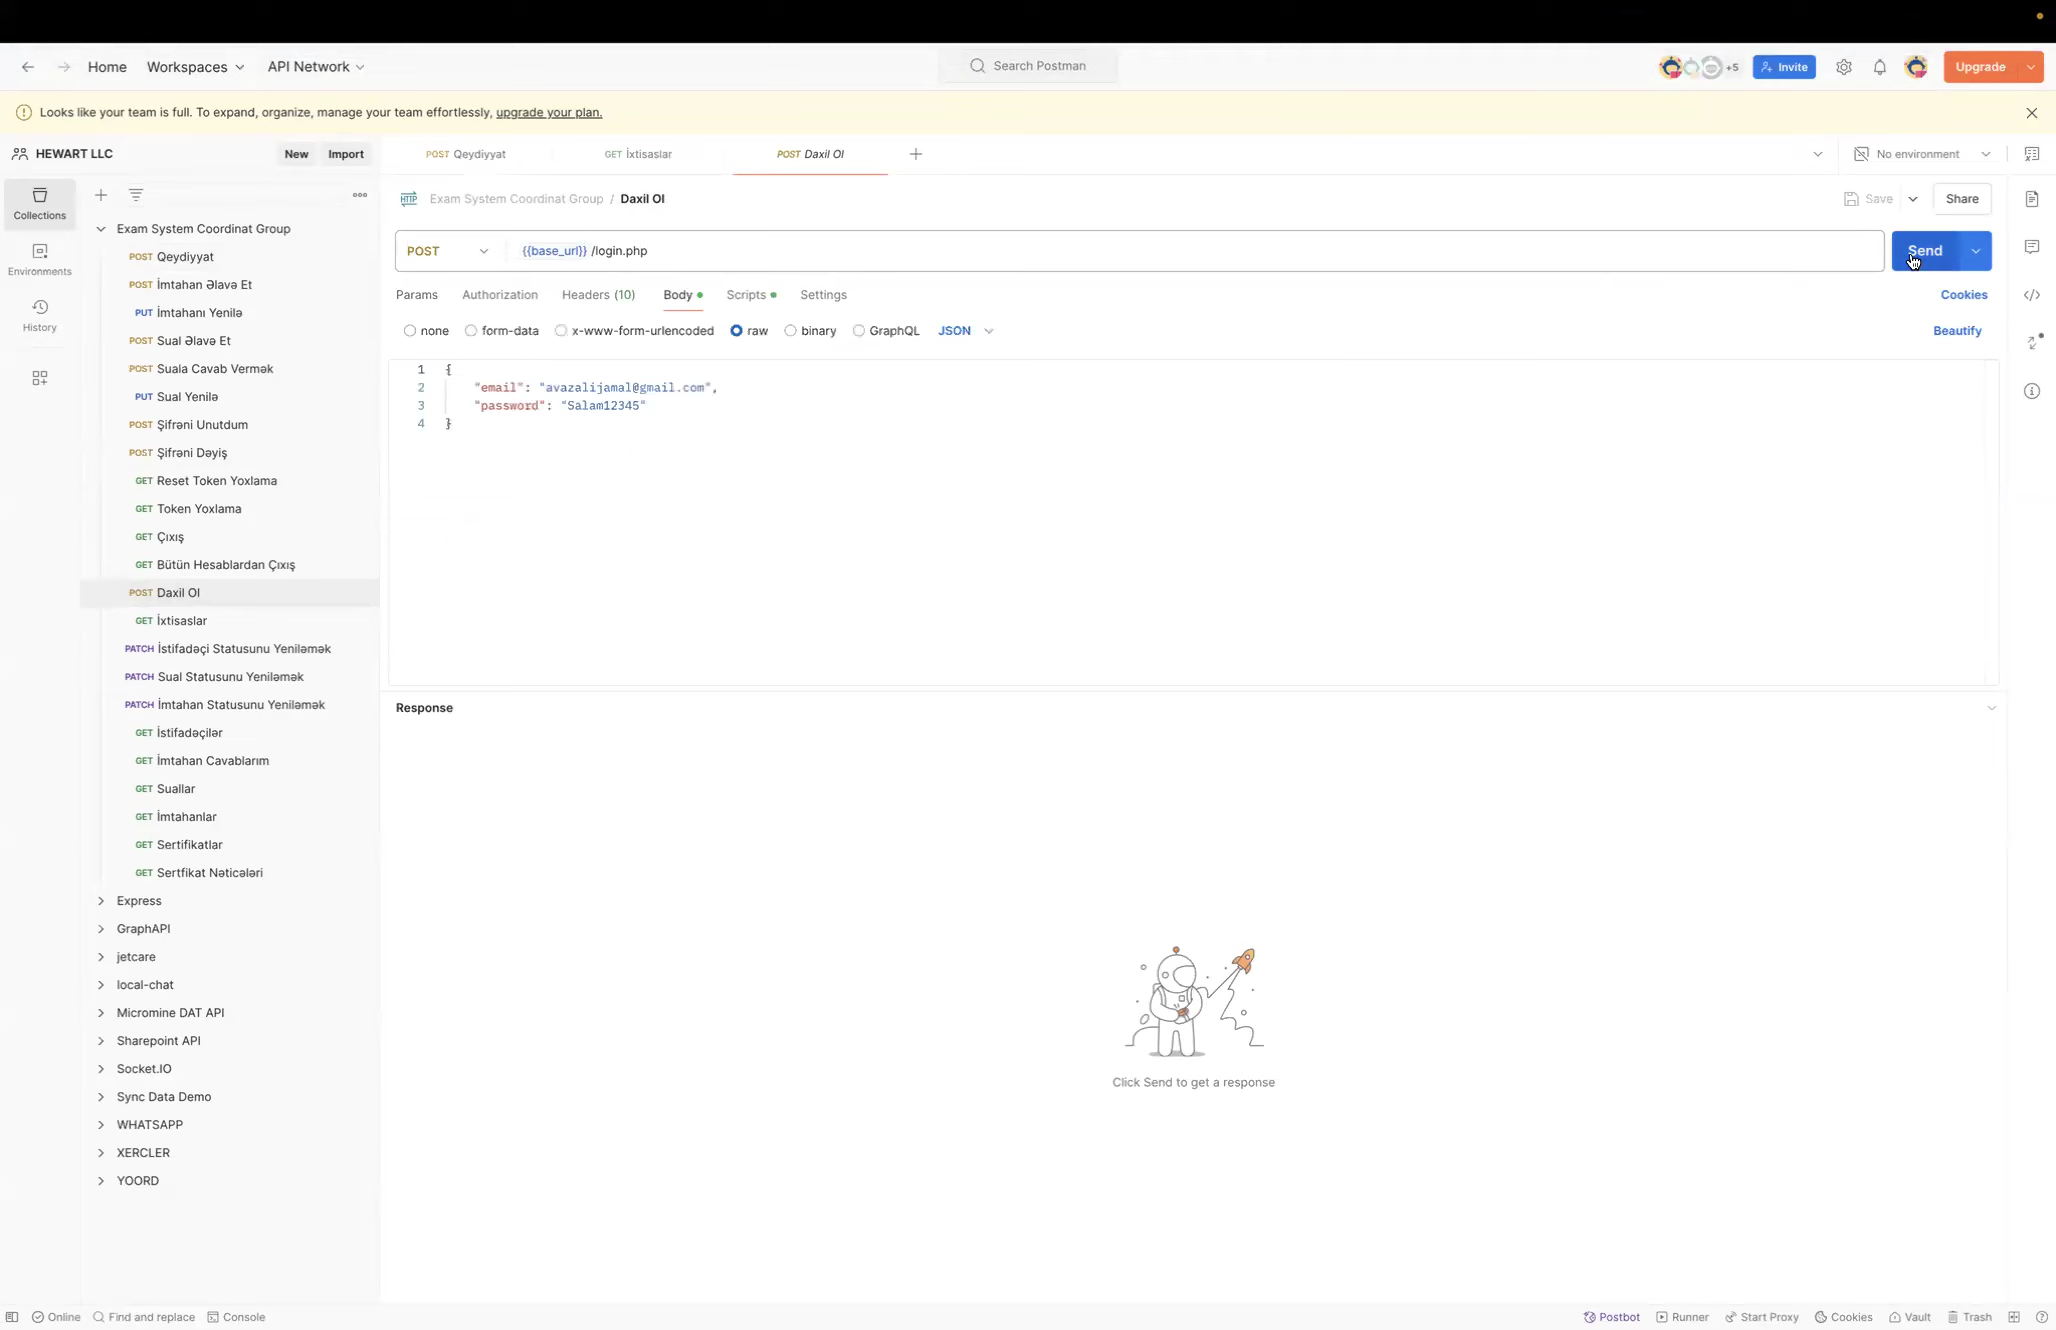 Home Workspaces API Network Search Postman +5 Invite Upgrade
Looks like your team is full. To expand, organize, manage your team effortlessly, upgrade your plan.
HEWART LLC New Import POST Qeydiyyat GET İxtisaslar POST Daxil Ol No environment
Collections
Environments
History
Exam System Coordinat Group
POST Qeydiyyat
POST İmtahan Əlavə Et
PUT İmtahanı Yenilə
POST Sual Əlavə Et
POST Suala Cavab Vermək
PUT Sual Yenilə
POST Şifrəni Unutdum
POST Şifrəni Dəyiş
GET Reset Token Yoxlama
GET Token Yoxlama
GET Çıxış
GET Bütün Hesablardan Çıxış
POST Daxil Ol
GET İxtisaslar
PATCH İstifadəçi Statusunu Yeniləmək
PATCH Sual Statusunu Yeniləmək
PATCH İmtahan Statusunu Yeniləmək
GET İstifadəçilər
GET İmtahan Cavablarım
GET Suallar
GET İmtahanlar
GET Sertifikatlar
GET Sertfikat Nəticələri
Express
GraphAPI
jetcare
local-chat
Micromine DAT API
Sharepoint API
Socket.IO
Sync Data Demo
WHATSAPP
XERCLER
YOORD
HTTP Exam System Coordinat Group / Daxil Ol Save Share
POST {{base_url}} /login.php Send
Params Authorization Headers (10) Body Scripts Settings Cookies
none form-data x-www-form-urlencoded raw binary GraphQL JSON Beautify
1 {
2 "email": "avazalijamal@gmail.com",
3 "password": "Salam12345"
4 }
Response
Click Send to get a response
Online Find and replace Console Postbot Runner Start Proxy Cookies Vault Trash